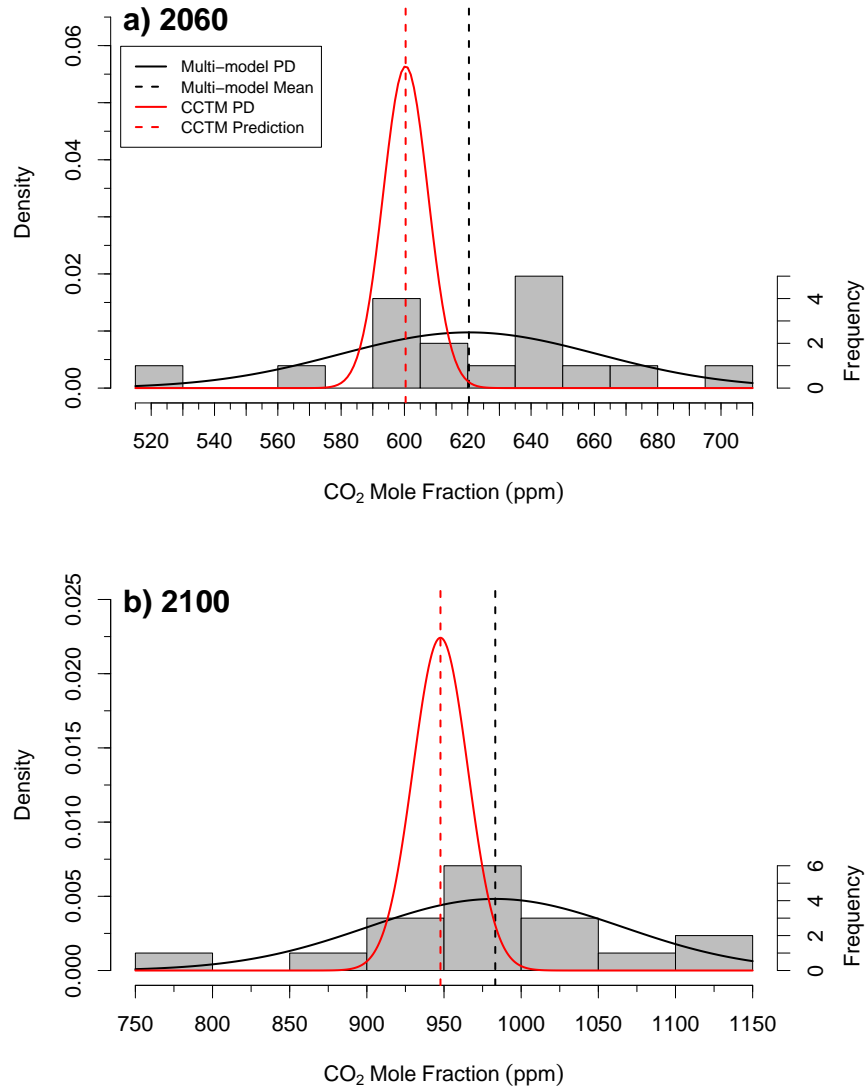 a) 2060
Multi−model PD
Multi−model Mean
CCTM PD
CCTM Prediction
Density
0.00 0.02 0.04 0.06
Frequency
0 2 4
520 540 560 580 600 620 640 660 680 700
CO₂ Mole Fraction (ppm)
b) 2100
Density
0.000 0.005 0.010 0.015 0.020 0.025
Frequency
0 2 4 6
750 800 850 900 950 1000 1050 1100 1150
CO₂ Mole Fraction (ppm)